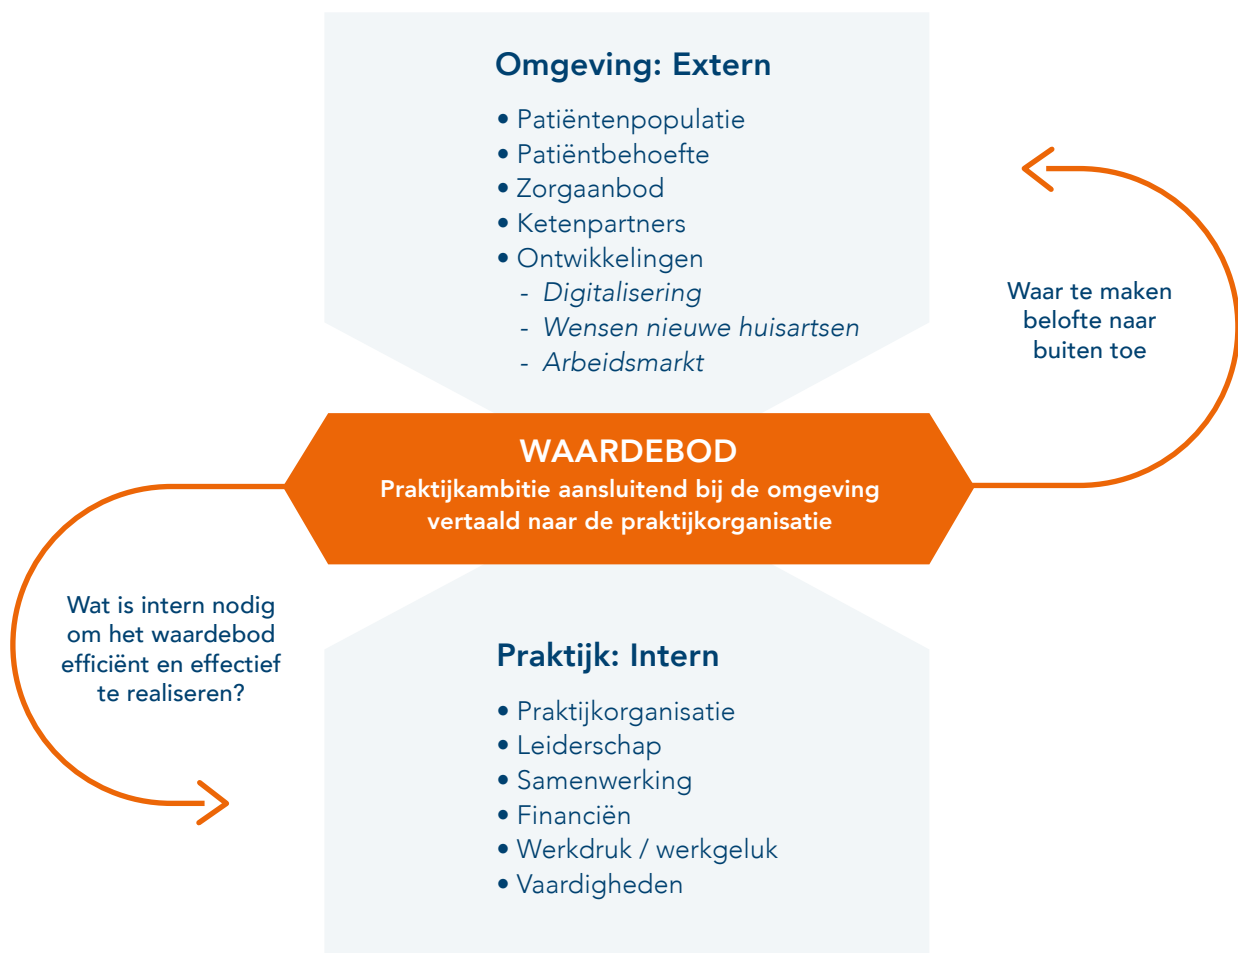 Omgeving: Extern
• Patiëntenpopulatie
• Patiëntbehoefte
• Zorgaanbod
• Ketenpartners
• Ontwikkelingen
- Digitalisering
- Wensen nieuwe huisartsen
- Arbeidsmarkt
Waar te maken
belofte naar
buiten toe
WAARDEBOD
Praktijkambitie aansluitend bij de omgeving
vertaald naar de praktijkorganisatie
Wat is intern nodig
om het waardebod
efficiënt en effectief
te realiseren?
Praktijk: Intern
• Praktijkorganisatie
• Leiderschap
• Samenwerking
• Financiën
• Werkdruk / werkgeluk
• Vaardigheden